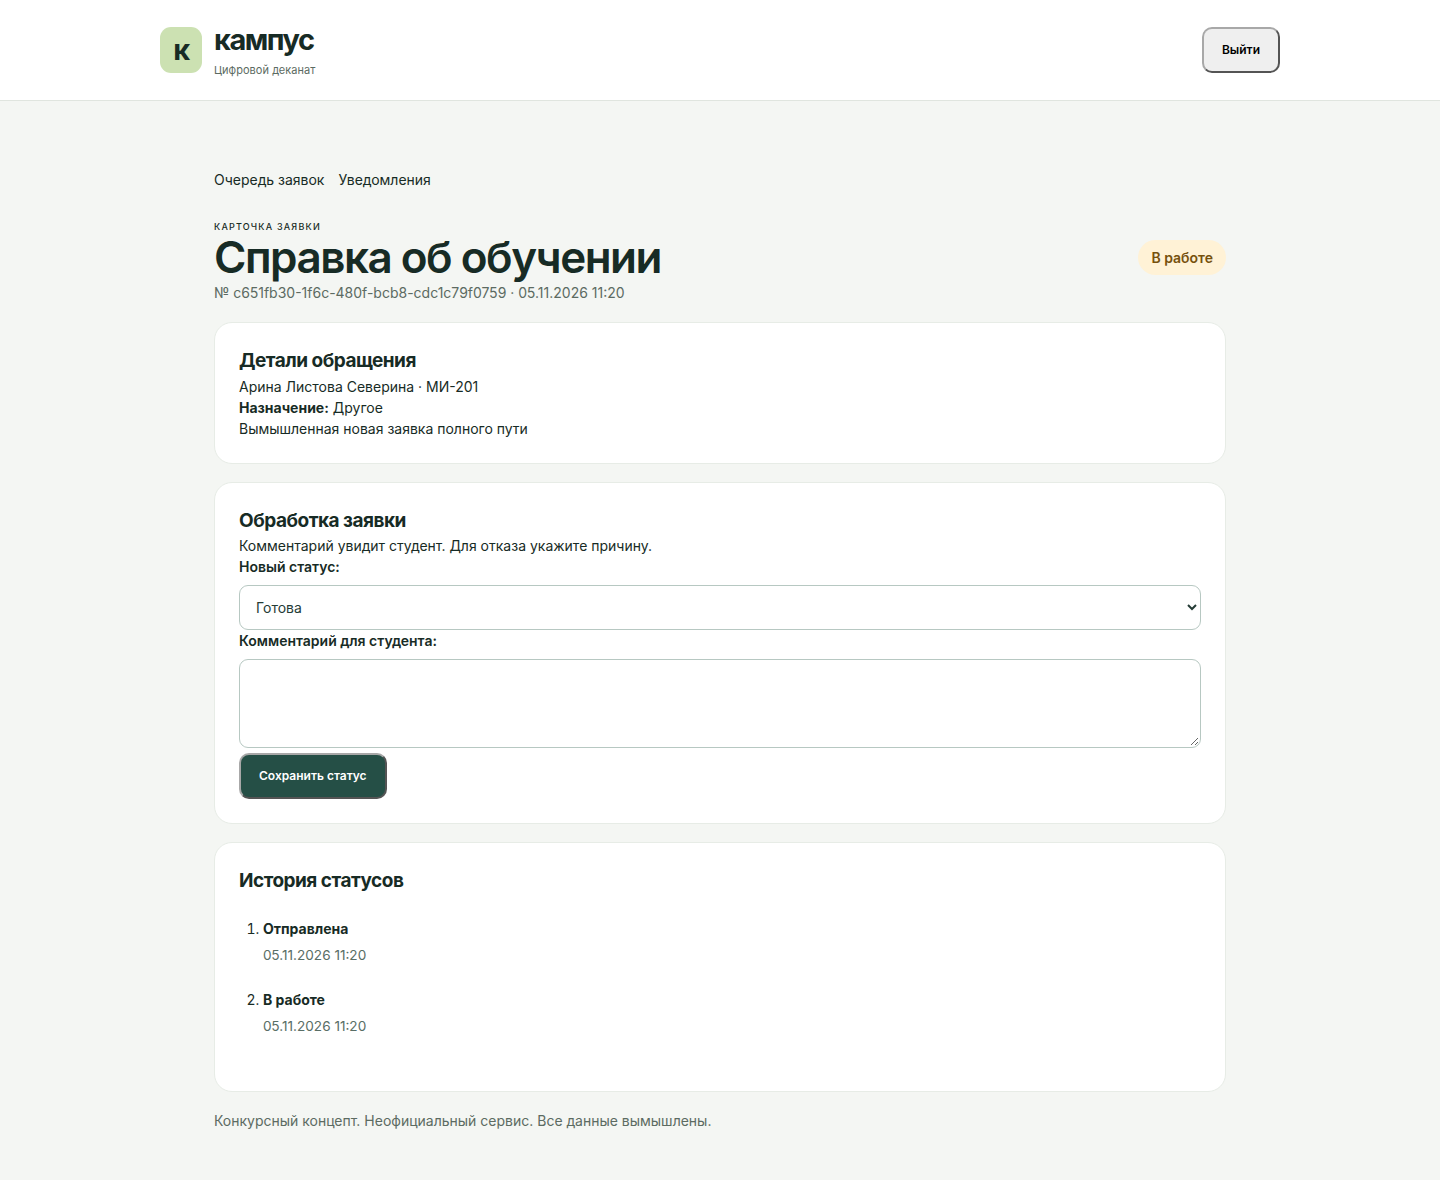 к
кампус
Цифровой деканат
Выйти
Очередь заявок Уведомления
КАРТОЧКА ЗАЯВКИ
Справка об обучении
В работе
№ c651fb30-1f6c-480f-bcb8-cdc1c79f0759 · 05.11.2026 11:20
Детали обращения
Арина Листова Северина · МИ-201
Назначение: Другое
Вымышленная новая заявка полного пути
Обработка заявки
Комментарий увидит студент. Для отказа укажите причину.
Новый статус:
Готова
Комментарий для студента:
Сохранить статус
История статусов
1. Отправлена
05.11.2026 11:20
2. В работе
05.11.2026 11:20
Конкурсный концепт. Неофициальный сервис. Все данные вымышлены.